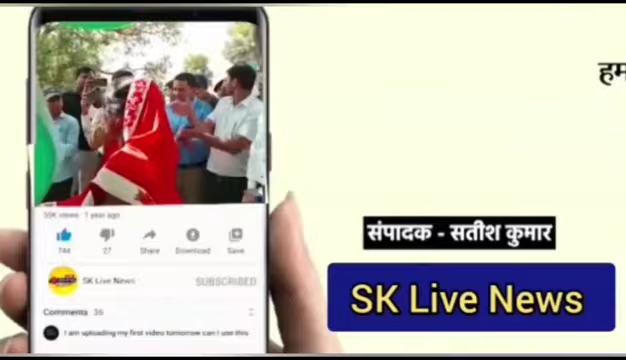 हम
55K views · 1 year ago
744
27
Share
Download
Save
संपादक - सतीश कुमार
SK Live News
SUBSCRIBED
SK Live News
Comments 36
I am uploading my first video tomorrow can I use this